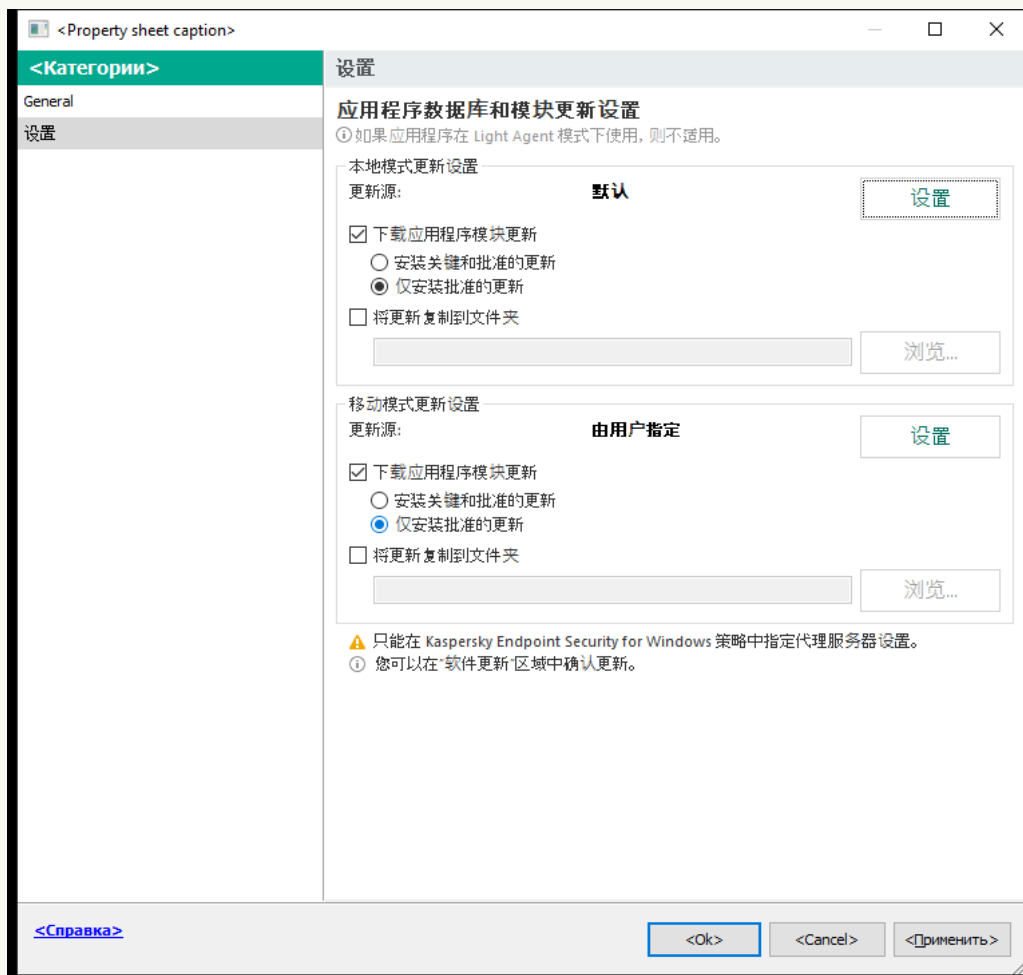 <Property sheet caption>
<Категории>
General
设置
设置
应用程序数据库和模块更新设置
如果应用程序在 Light Agent 模式下使用, 则不适用。
本地模式更新设置
更新源: 默认 设置
下载应用程序模块更新
安装关键和批准的更新
仅安装批准的更新
将更新复制到文件夹
浏览...
移动模式更新设置
更新源: 由用户指定 设置
下载应用程序模块更新
安装关键和批准的更新
仅安装批准的更新
将更新复制到文件夹
浏览...
只能在 Kaspersky Endpoint Security for Windows 策略中指定代理服务器设置。
您可以在"软件更新"区域中确认更新。
<Справка> <Ok> <Cancel> <Применить>